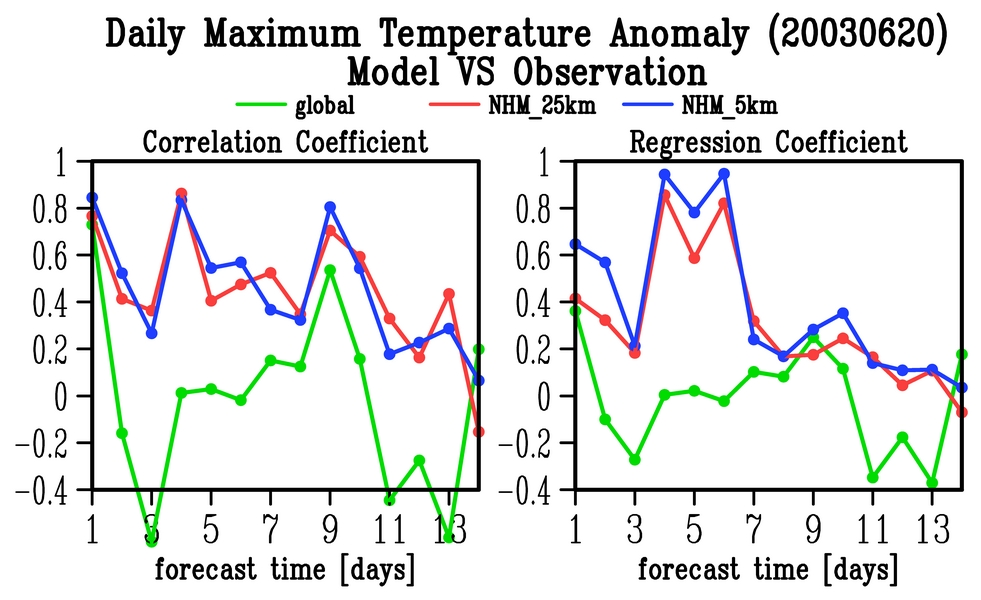 Daily Maximum Temperature Anomaly (20030620)
Model VS Observation
global NHM_25km NHM_5km
Correlation Coefficient
1
0.8
0.6
0.4
0.2
0
-0.2
-0.4
1 3 5 7 9 11 13
forecast time [days]
Regression Coefficient
1
0.8
0.6
0.4
0.2
0
-0.2
-0.4
1 3 5 7 9 11 13
forecast time [days]